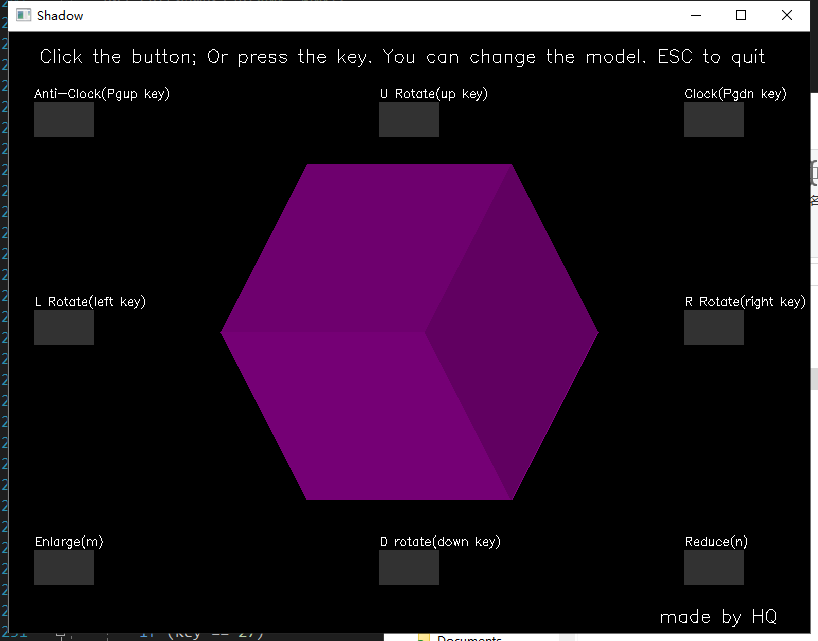 Shadow
Click the button; Or press the key. You can change the model. ESC to quit
Anti-Clock(Pgup key)
U Rotate(up key)
Clock(Pgdn key)
L Rotate(left key)
R Rotate(right key)
Enlarge(m)
D rotate(down key)
Reduce(n)
made by HQ